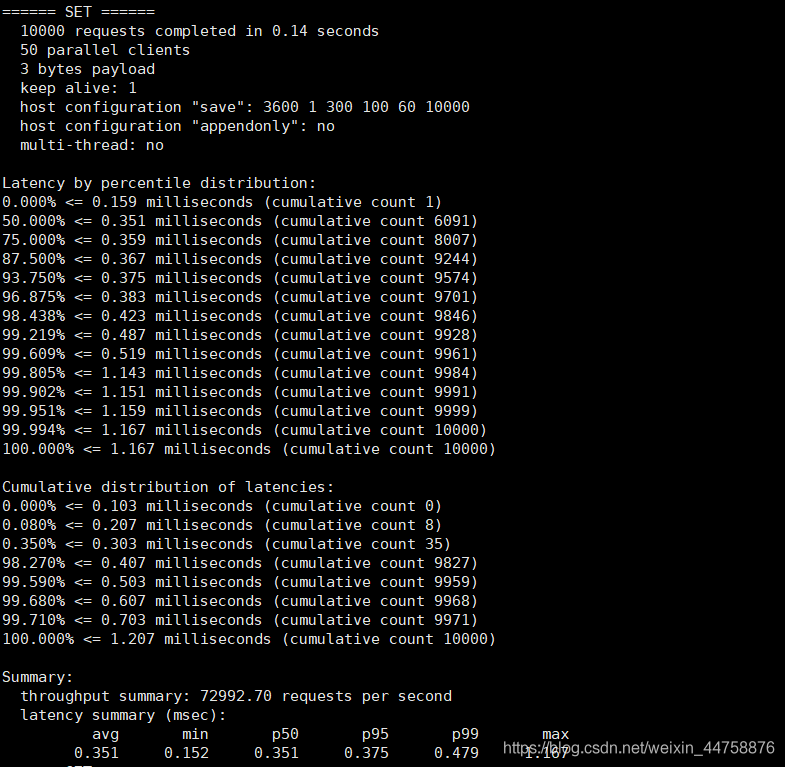 ====== SET ======
  10000 requests completed in 0.14 seconds
  50 parallel clients
  3 bytes payload
  keep alive: 1
  host configuration "save": 3600 1 300 100 60 10000
  host configuration "appendonly": no
  multi-thread: no

Latency by percentile distribution:
0.000% <= 0.159 milliseconds (cumulative count 1)
50.000% <= 0.351 milliseconds (cumulative count 6091)
75.000% <= 0.359 milliseconds (cumulative count 8007)
87.500% <= 0.367 milliseconds (cumulative count 9244)
93.750% <= 0.375 milliseconds (cumulative count 9574)
96.875% <= 0.383 milliseconds (cumulative count 9701)
98.438% <= 0.423 milliseconds (cumulative count 9846)
99.219% <= 0.487 milliseconds (cumulative count 9928)
99.609% <= 0.519 milliseconds (cumulative count 9961)
99.805% <= 1.143 milliseconds (cumulative count 9984)
99.902% <= 1.151 milliseconds (cumulative count 9991)
99.951% <= 1.159 milliseconds (cumulative count 9999)
99.994% <= 1.167 milliseconds (cumulative count 10000)
100.000% <= 1.167 milliseconds (cumulative count 10000)

Cumulative distribution of latencies:
0.000% <= 0.103 milliseconds (cumulative count 0)
0.080% <= 0.207 milliseconds (cumulative count 8)
0.350% <= 0.303 milliseconds (cumulative count 35)
98.270% <= 0.407 milliseconds (cumulative count 9827)
99.590% <= 0.503 milliseconds (cumulative count 9959)
99.680% <= 0.607 milliseconds (cumulative count 9968)
99.710% <= 0.703 milliseconds (cumulative count 9971)
100.000% <= 1.207 milliseconds (cumulative count 10000)

Summary:
  throughput summary: 72992.70 requests per second
  latency summary (msec):
          avg       min       p50       p95       p99       max
        0.351     0.152     0.351     0.375     0.479     1.167
https://blog.csdn.net/weixin_44758876